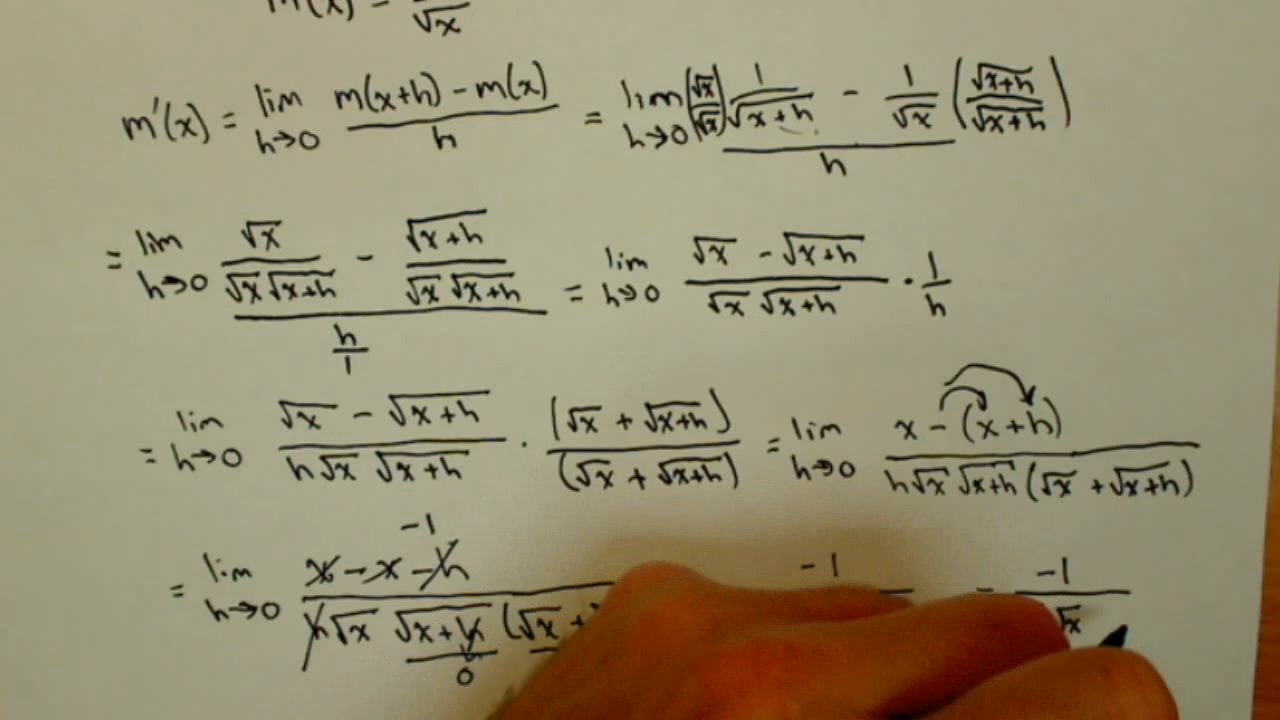 m(x) = 1/√x
m'(x) = lim h→0 (m(x+h) – m(x))/h = lim h→0 ((√x/√x) 1/√(x+h) – 1/√x (√(x+h)/√(x+h)))/h
= lim h→0 (√x/(√x √(x+h)) – √(x+h)/(√x √(x+h)))/(h/1) = lim h→0 (√x – √(x+h))/(√x √(x+h)) · 1/h
= lim h→0 (√x – √(x+h))/(h√x √(x+h)) · (√x + √(x+h))/(√x + √(x+h)) = lim h→0 (x – (x+h))/(h√x √(x+h) (√x + √(x+h)))
-1
= lim h→0 (x – x – h)/(h√x √(x+h) (√x + -1 = -1 √x
0